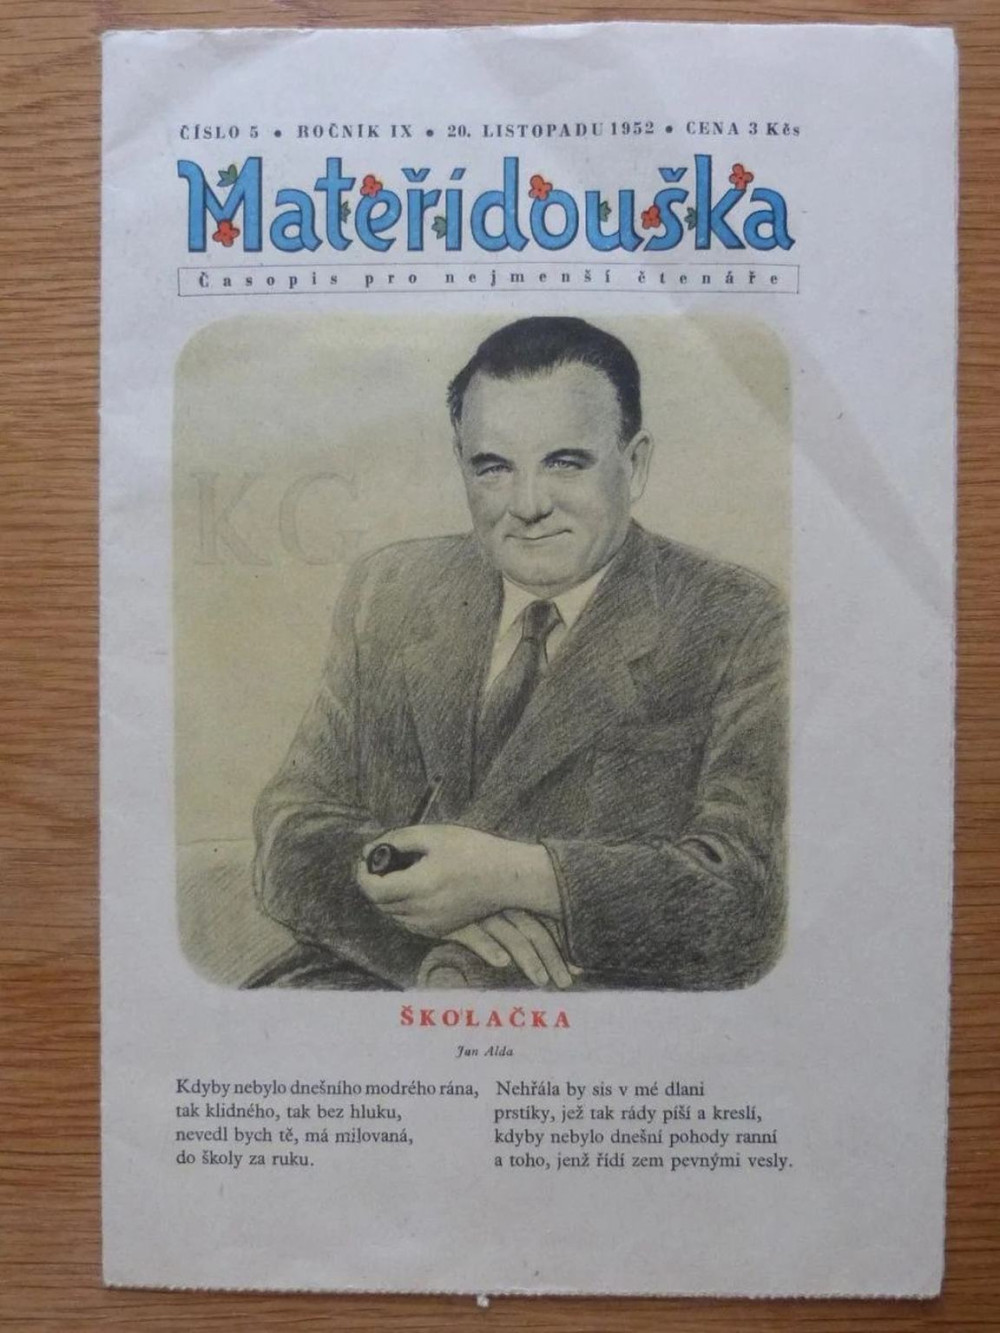 ČÍSLO 5 • ROČNÍK IX • 20. LISTOPADU 1952 • CENA 3 Kčs
Mateřídouška
Časopis pro nejmenší čtenáře
KG
ŠKOLAČKA
Jan Alda
Kdyby nebylo dnešního modrého rána,
tak klidného, tak bez hluku,
nevedl bych tě, má milovaná,
do školy za ruku.
Nehřála by sis v mé dlani
prstíky, jež tak rády píší a kreslí,
kdyby nebylo dnešní pohody ranní
a toho, jenž řídí zem pevnými vesly.